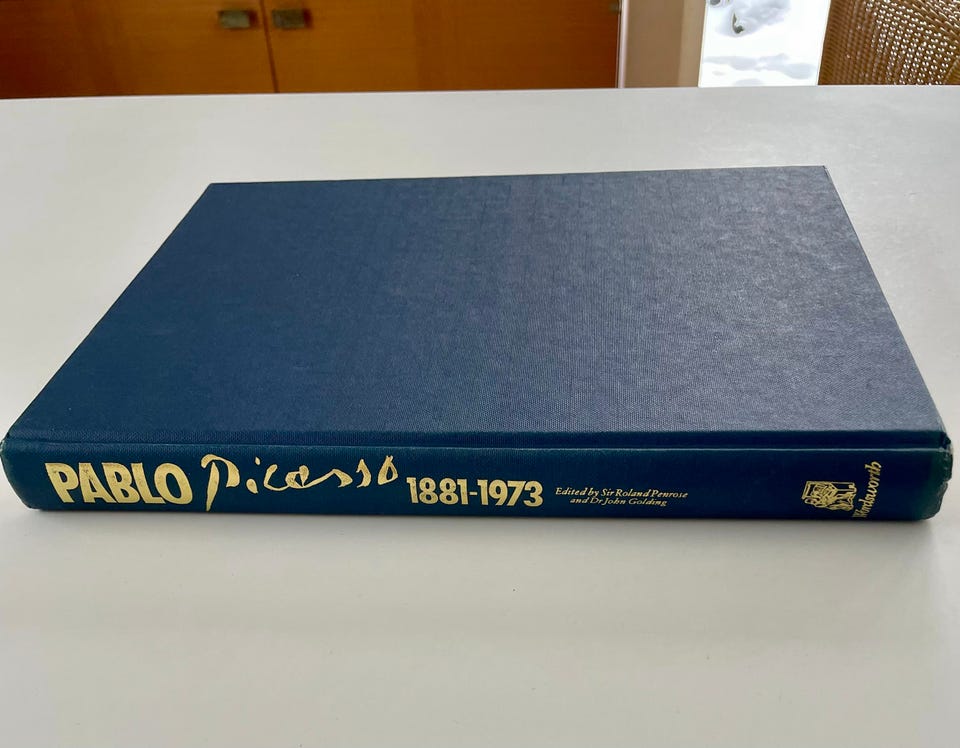 PABLO Picasso 1881-1973
Edited by Sir Roland Penrose
and Dr John Golding
Wordsworth